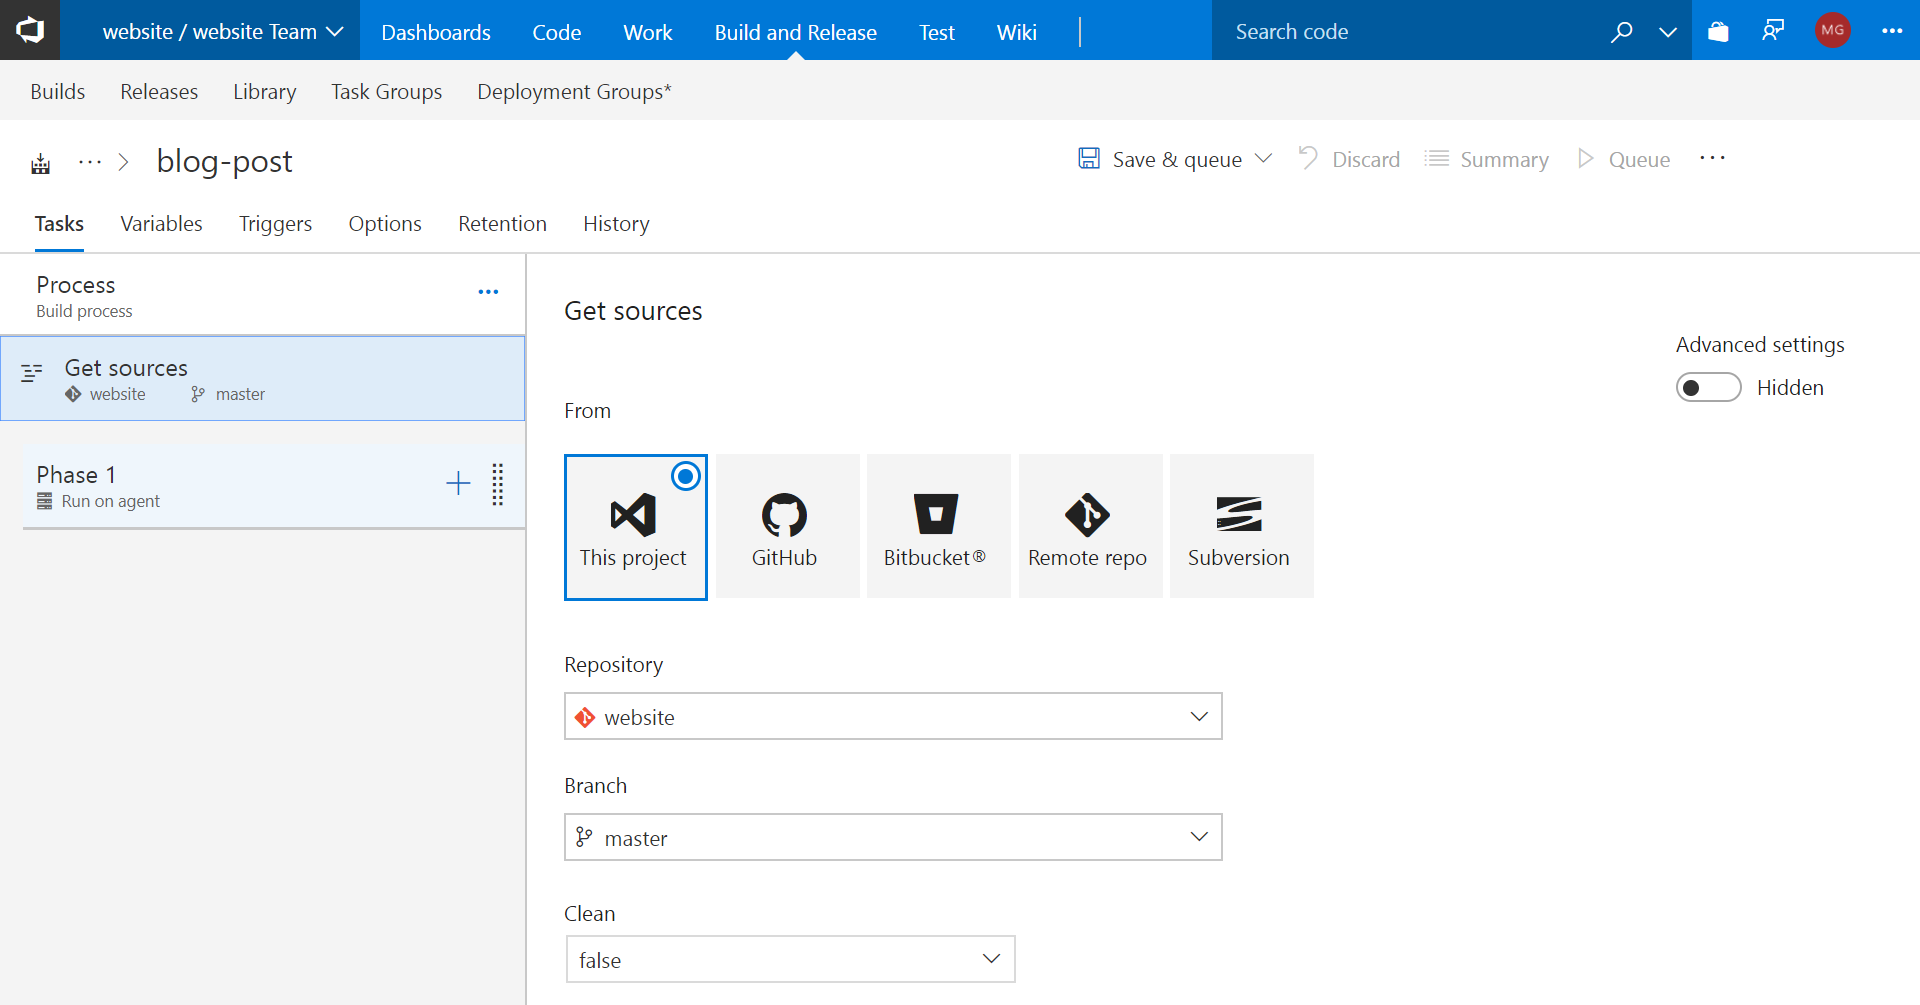 website / website Team Dashboards Code Work Build and Release Test Wiki Search code MG
Builds Releases Library Task Groups Deployment Groups*
blog-post Save & queue Discard Summary Queue
Tasks Variables Triggers Options Retention History
Process
Build process
Get sources
website master
Phase 1
Run on agent
Get sources
Advanced settings
Hidden
From
This project GitHub Bitbucket® Remote repo Subversion
Repository
website
Branch
master
Clean
false